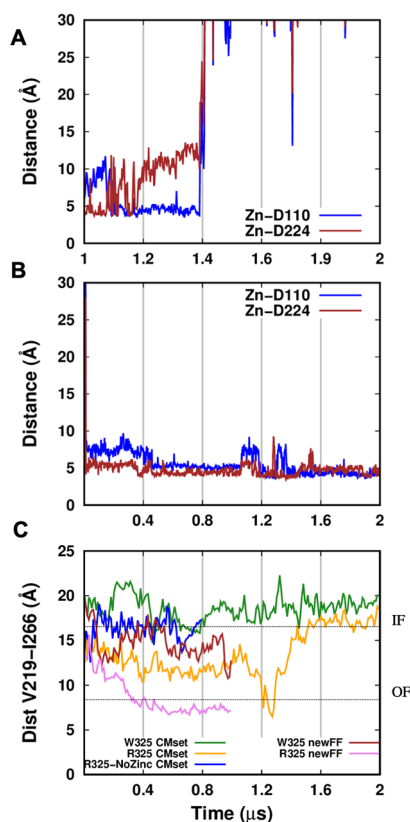 A
30
25
20
15
10
5
0
Distance (Å)
Zn-D110
Zn-D224
1 1.2 1.4 1.6 1.8 1.9 2
B
30
25
20
15
10
5
0
Distance (Å)
Zn-D110
Zn-D224
0.4 0.8 1.2 1.6 2
C
25
20
15
10
5
0
Dist V219-I266 (Å)
IF
OF
W325 CMset
W325 newFF
R325 CMset
R325 newFF
R325-NoZinc CMset
0.4 0.8 1.2 1.6 2
Time (μs)